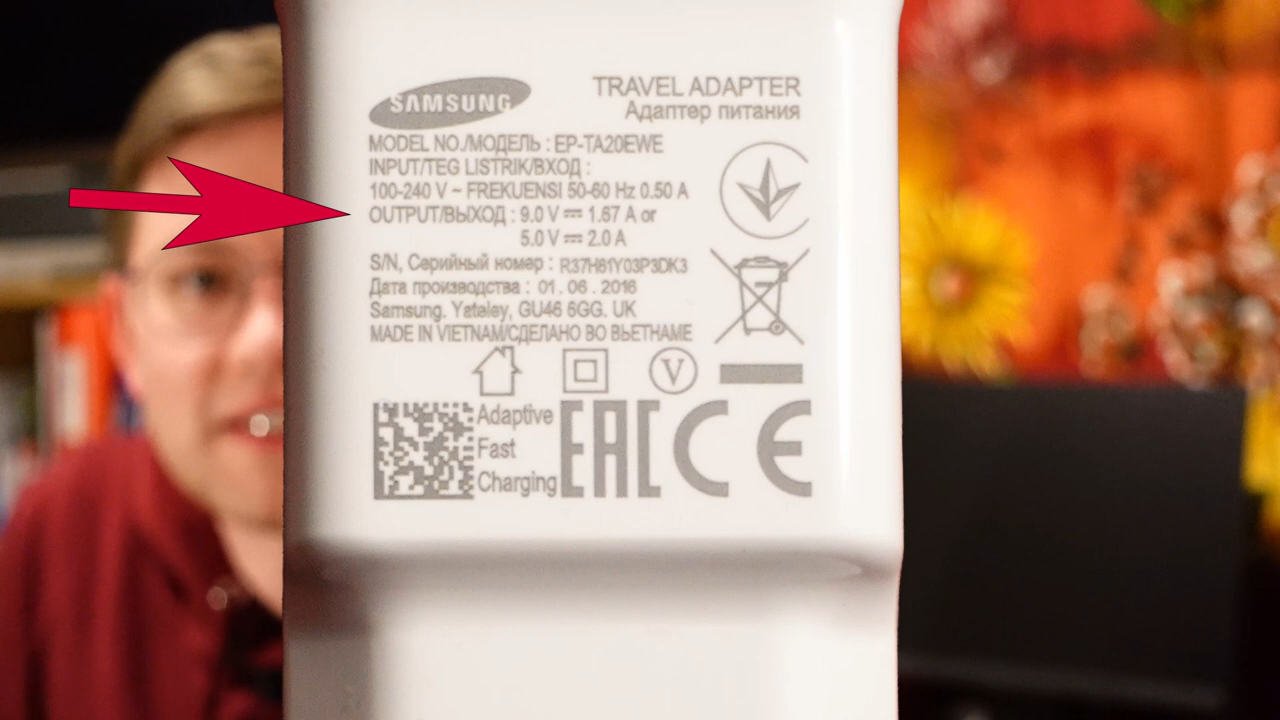 SAMSUNG
TRAVEL ADAPTER
Адаптер питания
MODEL NO./МОДЕЛЬ : EP-TA20EWE
INPUT/TEG LISTRIK/ВХОД :
100-240 V ~ FREKUENSI 50-60 Hz 0.50 A
OUTPUT/ВЫХОД : 9.0 V ⎓ 1.67 A or
5.0 V ⎓ 2.0 A
S/N, Серийный номер : R37H81Y03P3DK3
Дата производства : 01 . 06 . 2016
Samsung. Yateley, GU46 6GG. UK
MADE IN VIETNAM/СДЕЛАНО ВО ВЬЕТНАМЕ
V
Adaptive
Fast
Charging
EAC CE